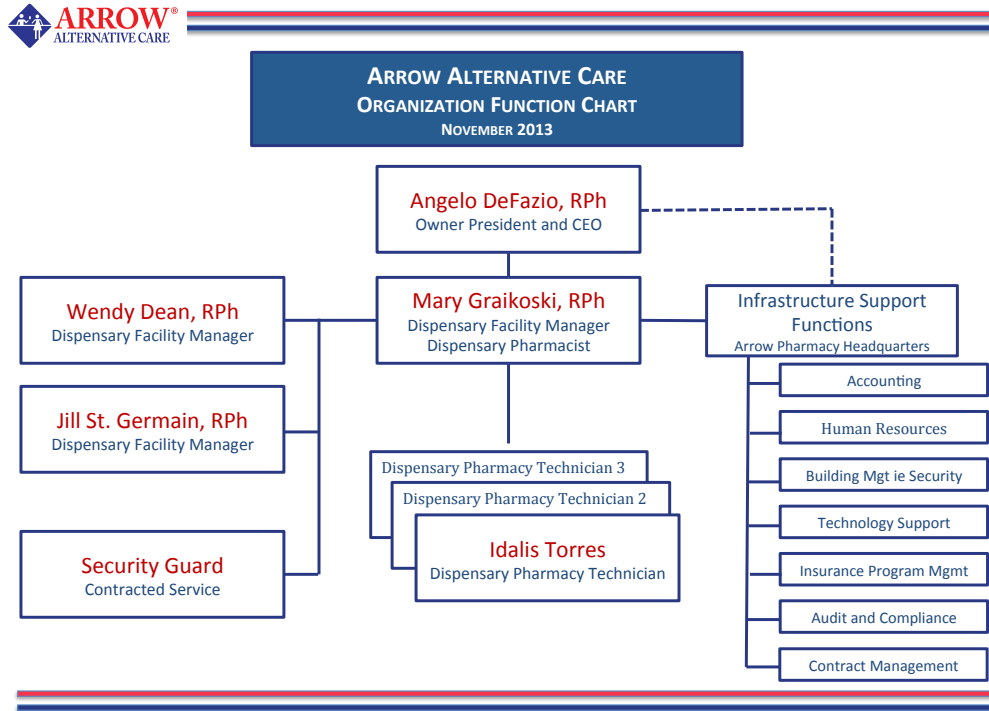 ARROW®
ALTERNATIVE CARE
ARROW ALTERNATIVE CARE
ORGANIZATION FUNCTION CHART
NOVEMBER 2013
Angelo DeFazio, RPh
Owner President and CEO
Wendy Dean, RPh
Dispensary Facility Manager
Mary Graikoski, RPh
Dispensary Facility Manager
Dispensary Pharmacist
Infrastructure Support
Functions
Arrow Pharmacy Headquarters
Jill St. Germain, RPh
Dispensary Facility Manager
Security Guard
Contracted Service
Dispensary Pharmacy Technician 3
Dispensary Pharmacy Technician 2
Idalis Torres
Dispensary Pharmacy Technician
Accounting
Human Resources
Building Mgt ie Security
Technology Support
Insurance Program Mgmt
Audit and Compliance
Contract Management